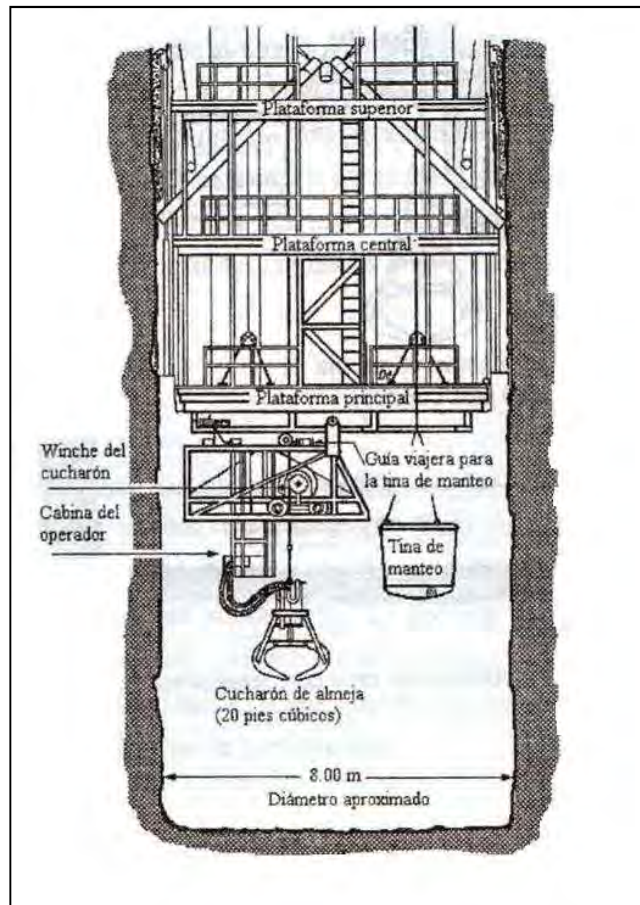 Plataforma superior
Plataforma central
De
Plataforma principal
Winche del
cucharón
Guía viajera para
la tina de manteo
Cabina del
operador
Tina de
manteo
Cucharón de almeja
(20 pies cúbicos)
8.00 m
Diámetro aproximado